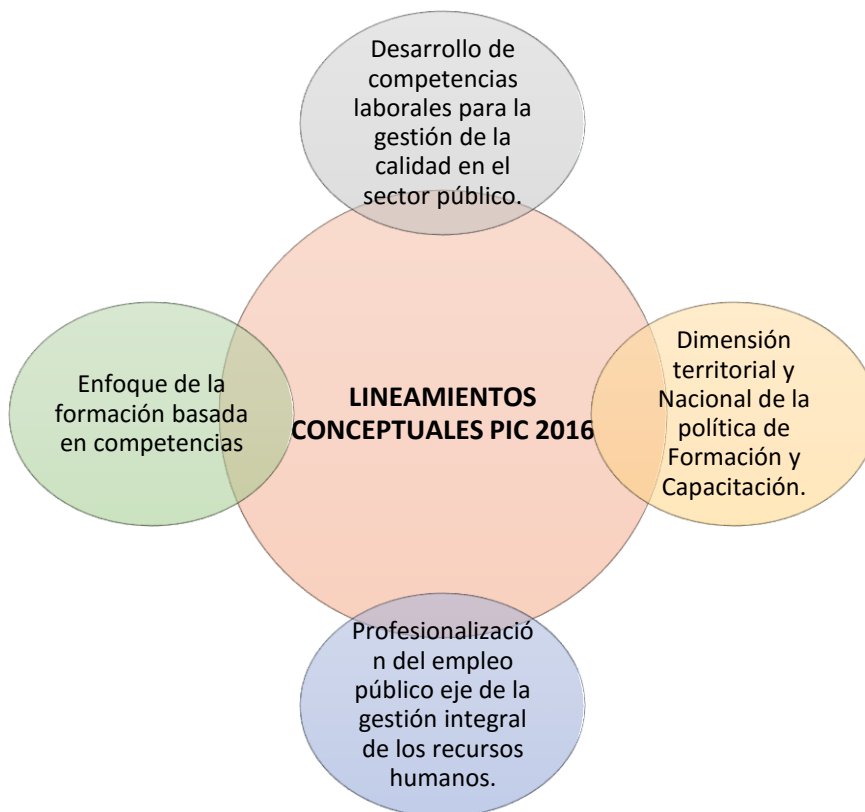 Desarrollo de
competencias
laborales para la
gestión de la
calidad en el
sector público.
Enfoque de la
formación basada
en competencias
LINEAMIENTOS
CONCEPTUALES PIC 2016
Dimensión
territorial y
Nacional de la
política de
Formación y
Capacitación.
Profesionalizació
n del empleo
público eje de la
gestión integral
de los recursos
humanos.